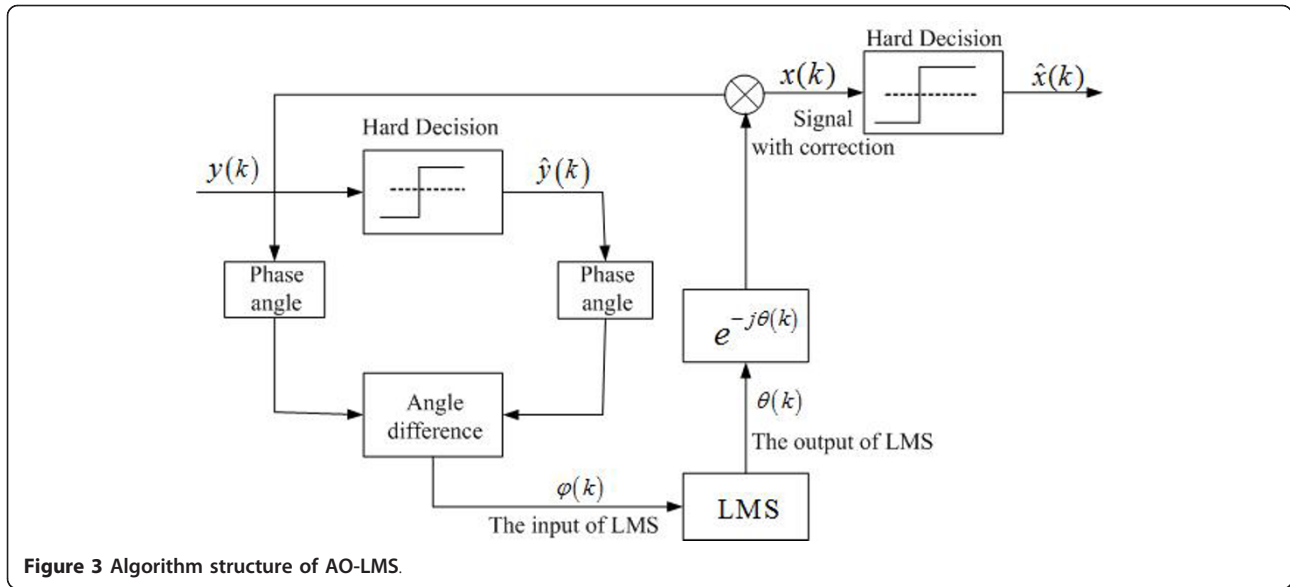 Hard Decision
x(k)
x̂(k)
Signal
with correction
Hard Decision
y(k)
ŷ(k)
Phase
angle
Phase
angle
e^{-jθ(k)}
θ(k)
The output of LMS
Angle
difference
φ(k)
The input of LMS
LMS
Figure 3 Algorithm structure of AO-LMS.